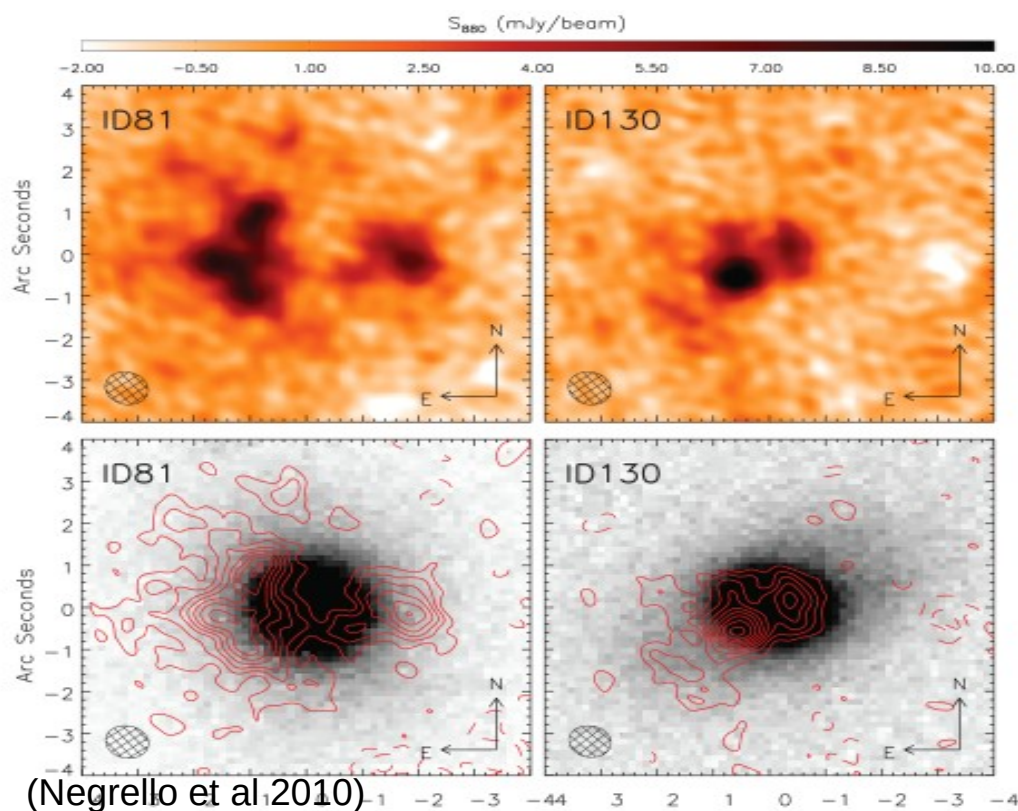 S880 (mJy/beam)
-2.00 -0.50 1.00 2.50 4.00 5.50 7.00 8.50 10.00
ID81
ID130
4
3
2
1
0
-1
-2
-3
-4
Arc Seconds
N
E
N
E
ID81
ID130
4
3
2
1
0
-1
-2
-3
-4
Arc Seconds
N
E
N
E
(Negrello et al 2010)
-1 -2 -3 -44 3 2 1 0 -1 -2 -3 -4